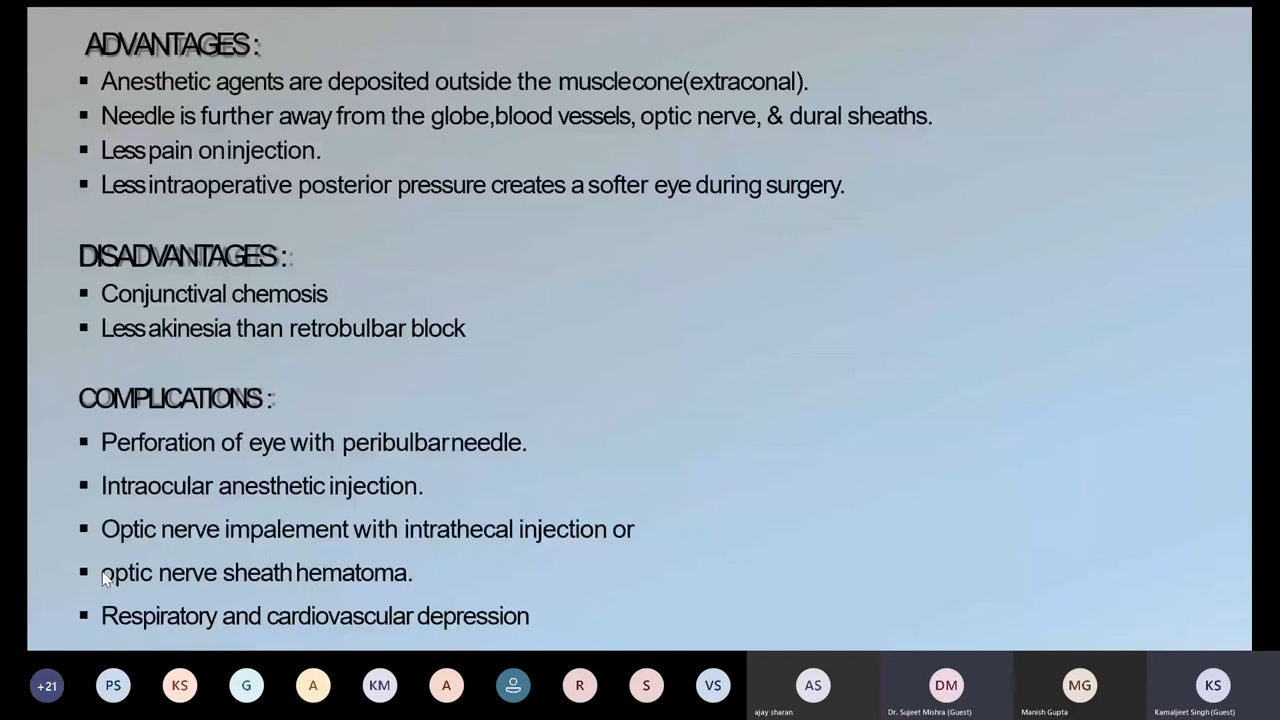 ADVANTAGES :
▪ Anesthetic agents are deposited outside the musclecone(extraconal).
▪ Needle is further away from the globe,blood vessels, optic nerve, & dural sheaths.
▪ Less pain oninjection.
▪ Less intraoperative posterior pressure creates a softer eye during surgery.
DISADVANTAGES :
▪ Conjunctival chemosis
▪ Less akinesia than retrobulbar block
COMPLICATIONS :
▪ Perforation of eye with peribulbarneedle.
▪ Intraocular anesthetic injection.
▪ Optic nerve impalement with intrathecal injection or
▪ optic nerve sheath hematoma.
▪ Respiratory and cardiovascular depression
+21 PS KS G A KM A R S VS AS DM MG KS
ajay sharan Dr. Sujeet Mishra (Guest) Manish Gupta Kamaljeet Singh (Guest)